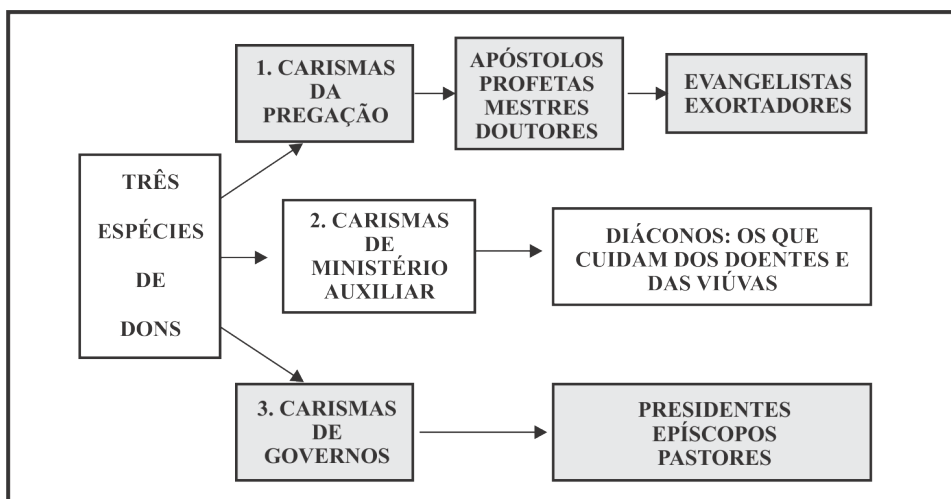 TRÊS
ESPÉCIES
DE
DONS
1. CARISMAS
DA
PREGAÇÃO
APÓSTOLOS
PROFETAS
MESTRES
DOUTORES
EVANGELISTAS
EXORTADORES
2. CARISMAS
DE
MINISTÉRIO
AUXILIAR
DIÁCONOS: OS QUE
CUIDAM DOS DOENTES E
DAS VIÚVAS
3. CARISMAS
DE
GOVERNOS
PRESIDENTES
EPÍSCOPOS
PASTORES